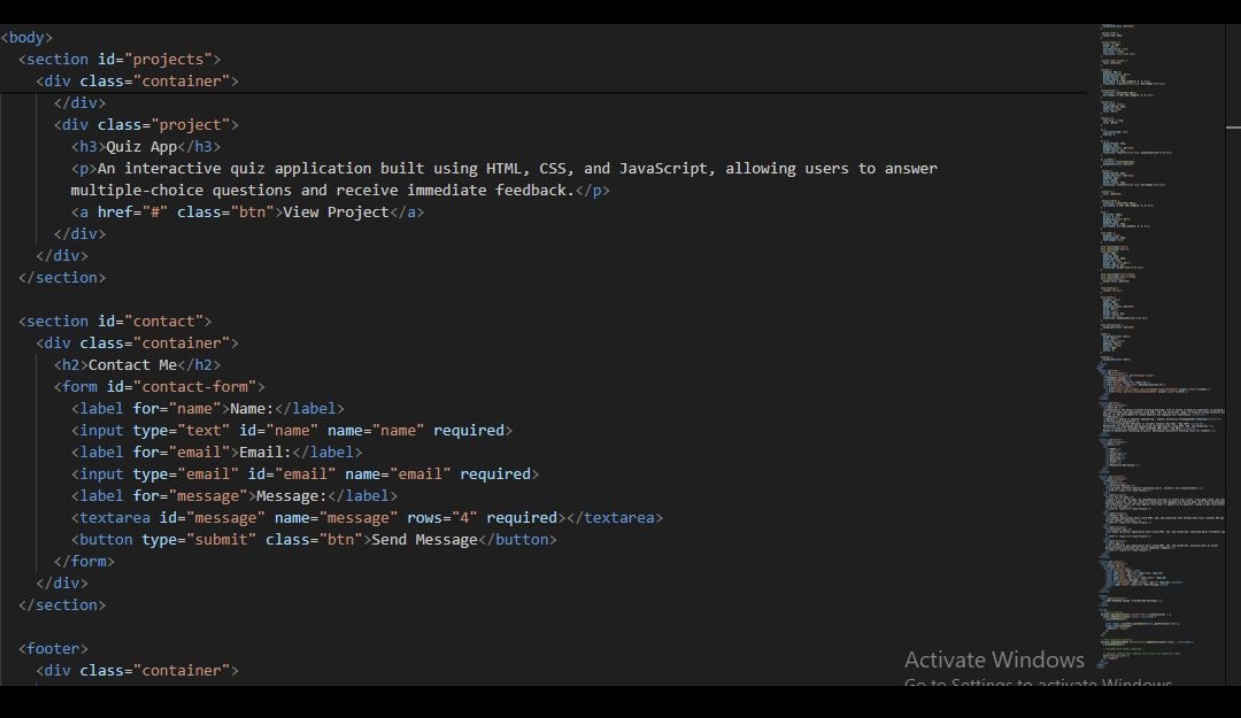 <body>
<section id="projects">
<div class="container">
</div>
<div class="project">
<h3>Quiz App</h3>
<p>An interactive quiz application built using HTML, CSS, and JavaScript, allowing users to answer
multiple-choice questions and receive immediate feedback.</p>
<a href="#" class="btn">View Project</a>
</div>
</div>
</section>
<section id="contact">
<div class="container">
<h2>Contact Me</h2>
<form id="contact-form">
<label for="name">Name:</label>
<input type="text" id="name" name="name" required>
<label for="email">Email:</label>
<input type="email" id="email" name="email" required>
<label for="message">Message:</label>
<textarea id="message" name="message" rows="4" required></textarea>
<button type="submit" class="btn">Send Message</button>
</form>
</div>
</section>
<footer>
<div class="container">
Activate Windows
Go to Settings to activate Windows.